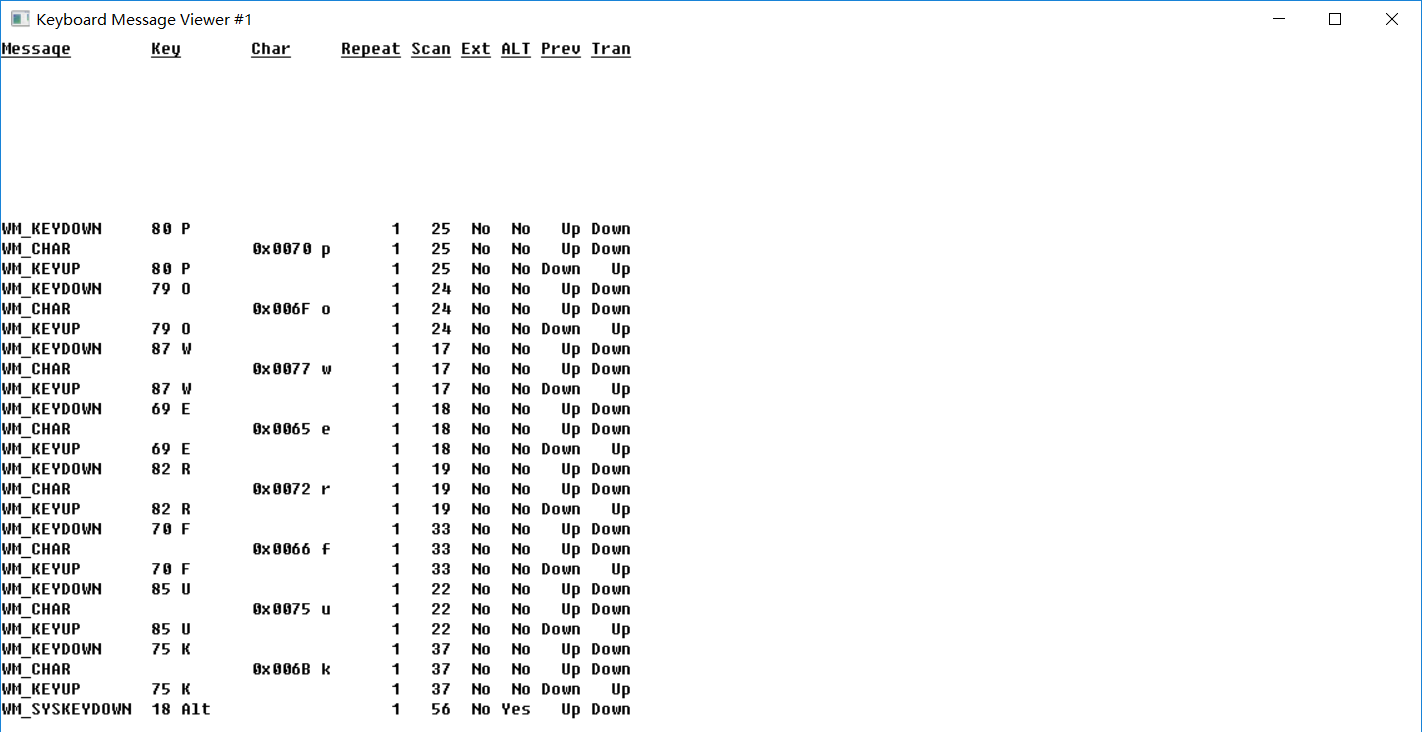 Keyboard Message Viewer #1
Message Key Char Repeat Scan Ext ALT Prev Tran
WM_KEYDOWN 80 P 1 25 No No Up Down
WM_CHAR 0x0070 p 1 25 No No Up Down
WM_KEYUP 80 P 1 25 No No Down Up
WM_KEYDOWN 79 O 1 24 No No Up Down
WM_CHAR 0x006F o 1 24 No No Up Down
WM_KEYUP 79 O 1 24 No No Down Up
WM_KEYDOWN 87 W 1 17 No No Up Down
WM_CHAR 0x0077 w 1 17 No No Up Down
WM_KEYUP 87 W 1 17 No No Down Up
WM_KEYDOWN 69 E 1 18 No No Up Down
WM_CHAR 0x0065 e 1 18 No No Up Down
WM_KEYUP 69 E 1 18 No No Down Up
WM_KEYDOWN 82 R 1 19 No No Up Down
WM_CHAR 0x0072 r 1 19 No No Up Down
WM_KEYUP 82 R 1 19 No No Down Up
WM_KEYDOWN 70 F 1 33 No No Up Down
WM_CHAR 0x0066 f 1 33 No No Up Down
WM_KEYUP 70 F 1 33 No No Down Up
WM_KEYDOWN 85 U 1 22 No No Up Down
WM_CHAR 0x0075 u 1 22 No No Up Down
WM_KEYUP 85 U 1 22 No No Down Up
WM_KEYDOWN 75 K 1 37 No No Up Down
WM_CHAR 0x006B k 1 37 No No Up Down
WM_KEYUP 75 K 1 37 No No Down Up
WM_SYSKEYDOWN 18 Alt 1 56 No Yes Up Down